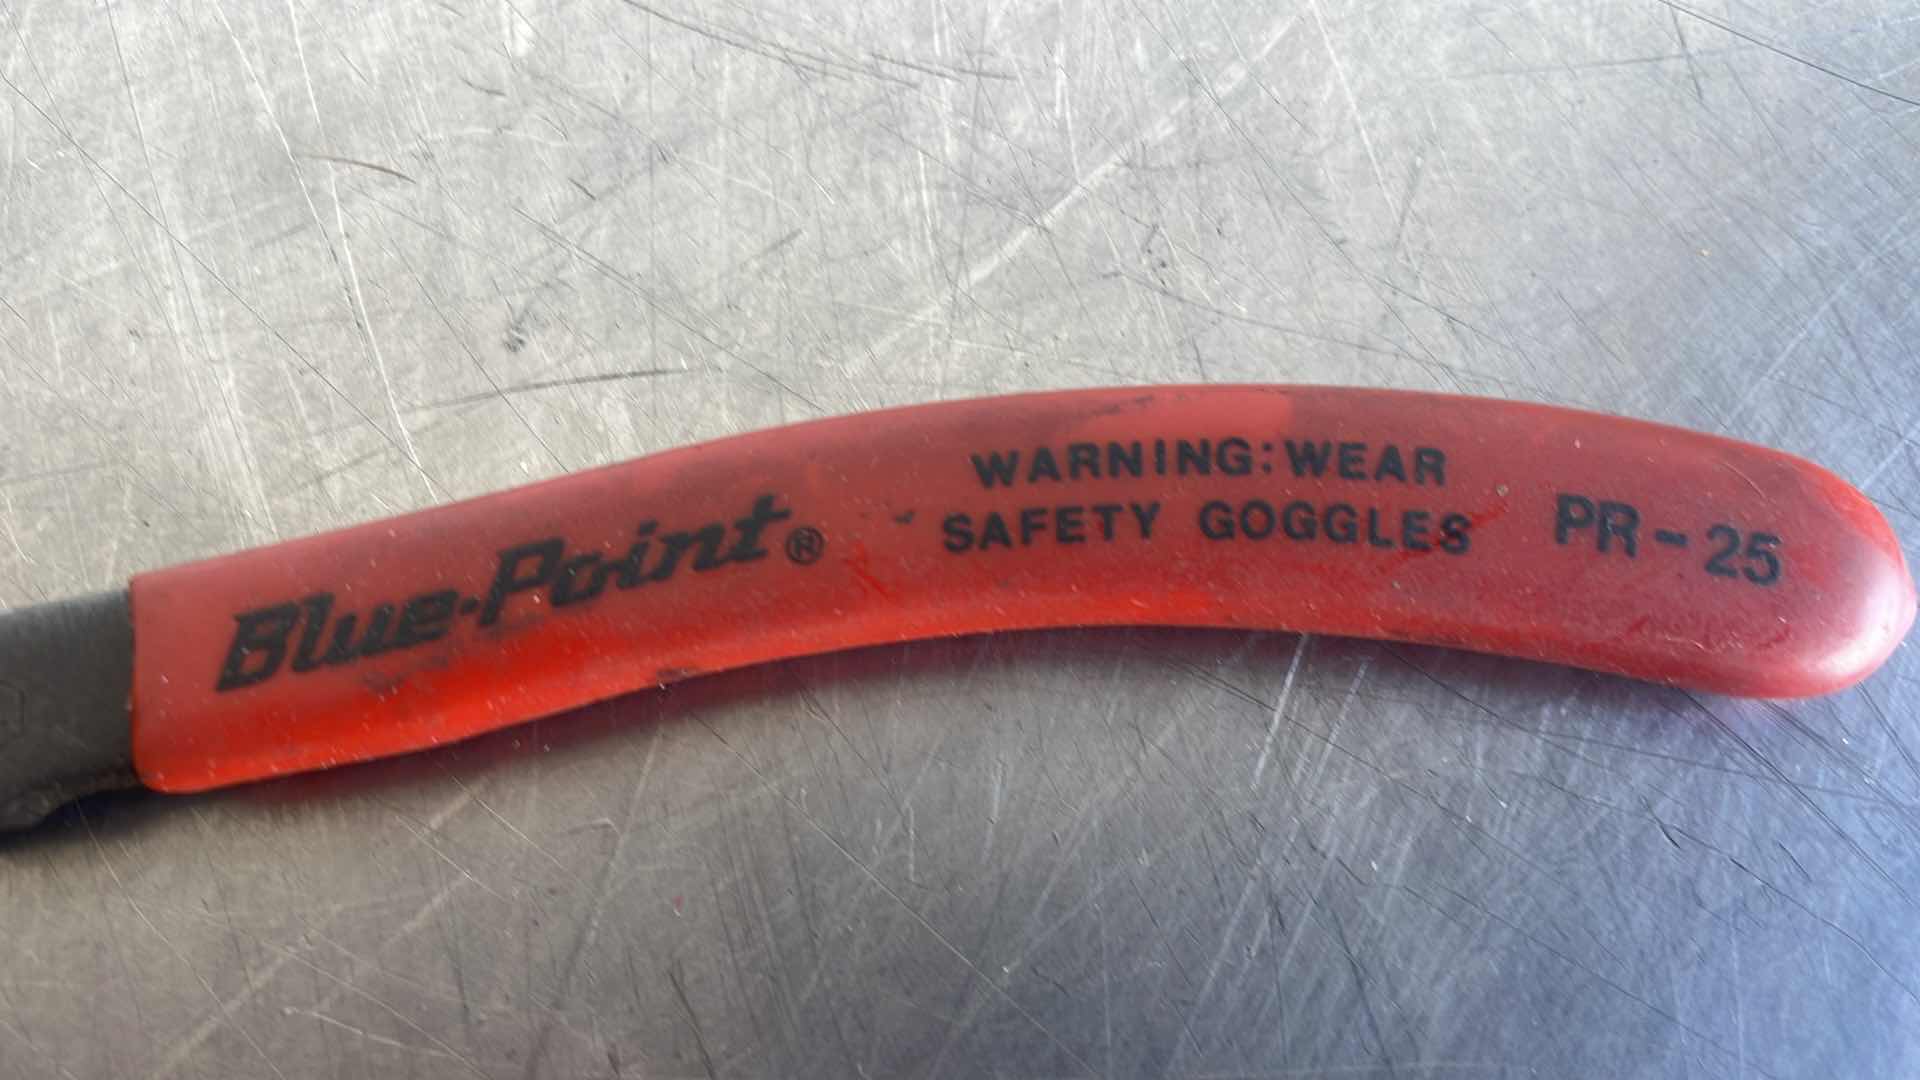 Blue-Point®
WARNING: WEAR
SAFETY GOGGLES
PR-25